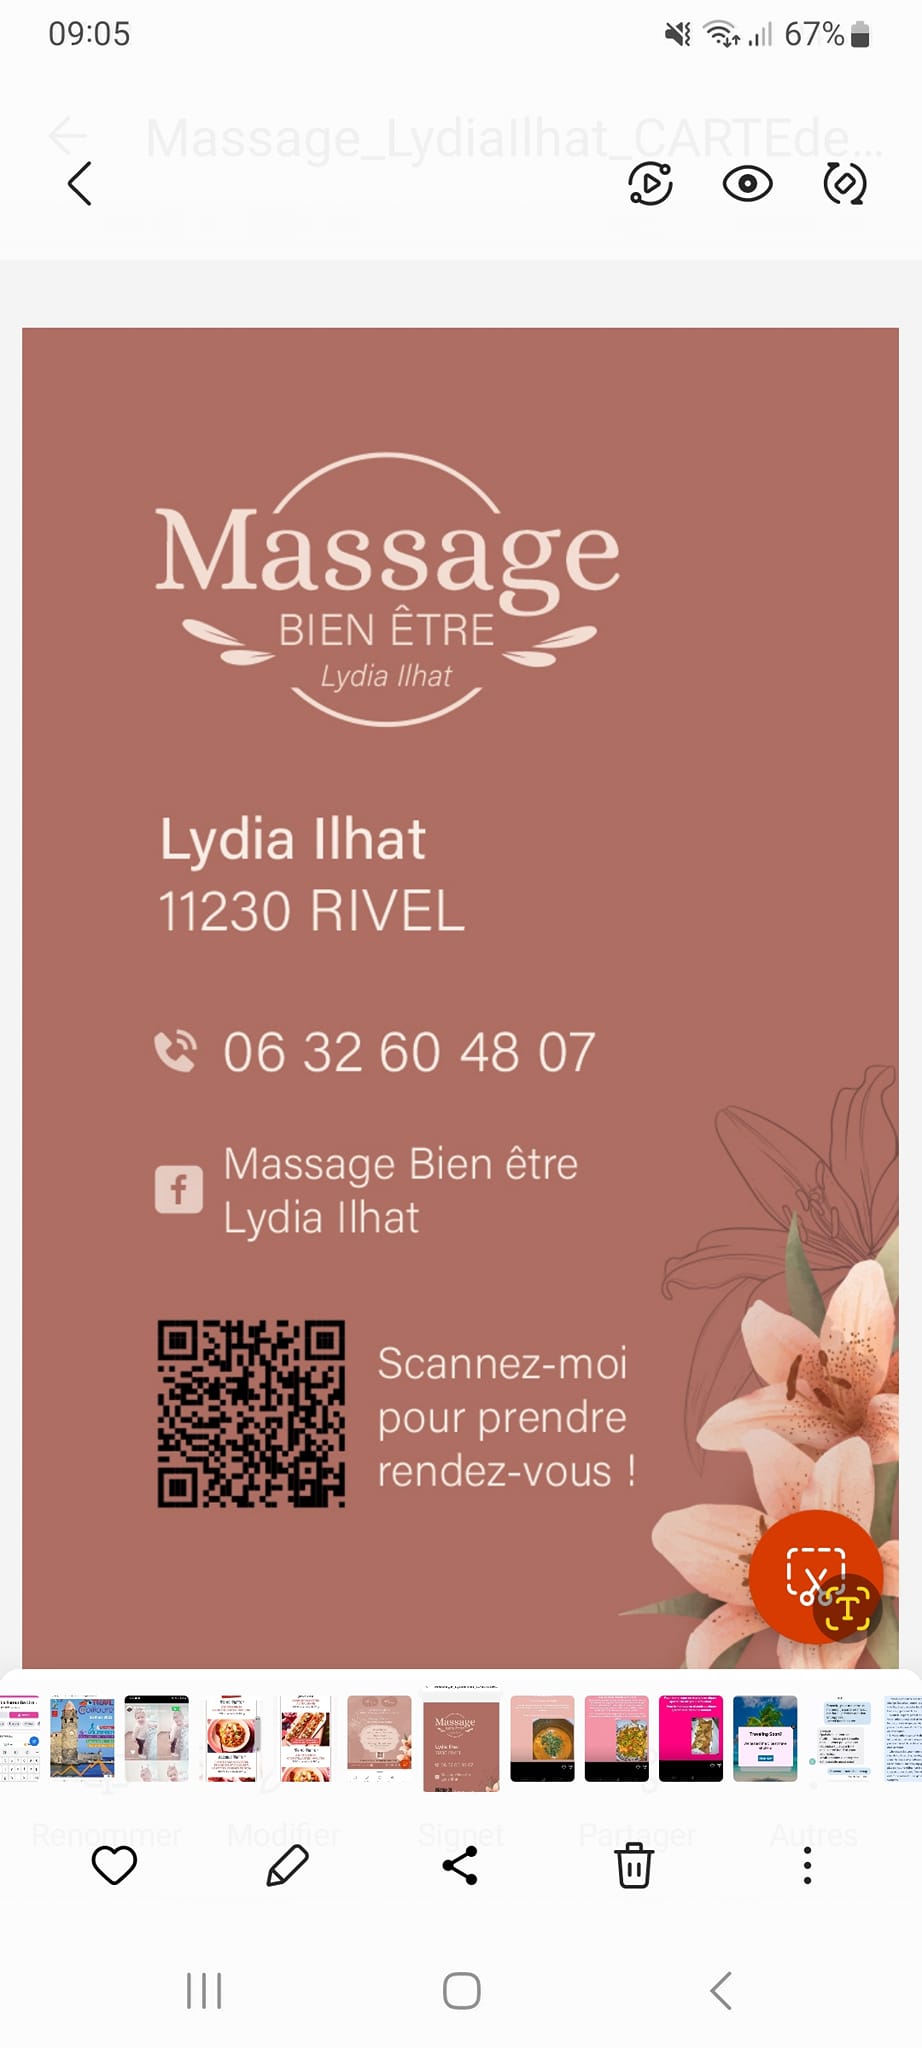 09:05
67%
Massage_LydiaIlhat_CARTEde...
Massage
BIEN ÊTRE
Lydia Ilhat
Lydia Ilhat
11230 RIVEL
06 32 60 48 07
Massage Bien être
Lydia Ilhat
Scannez-moi
pour prendre
rendez-vous !
T
Massage
Renommer
Modifier
Signet
Partager
Autres